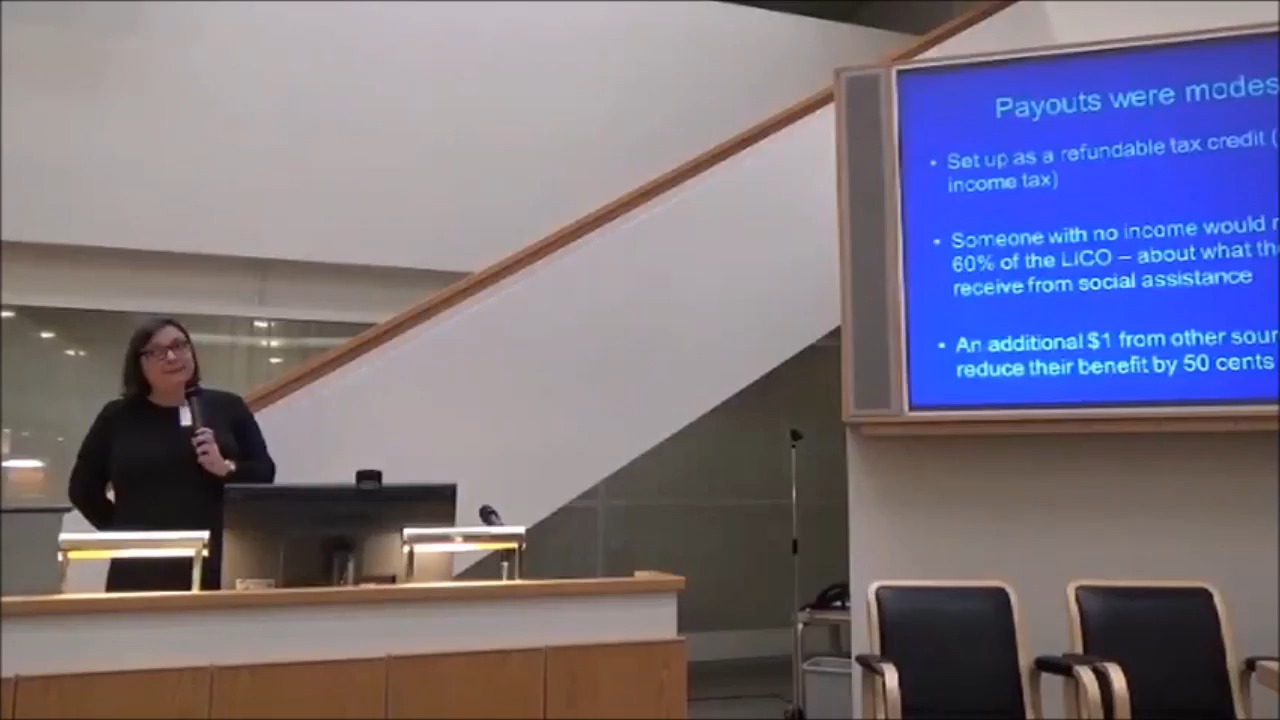 Payouts were modes
• Set up as a refundable tax credit (
income tax)
• Someone with no income would
60% of the LICO – about what th
receive from social assistance
• An additional $1 from other sour
reduce their benefit by 50 cents